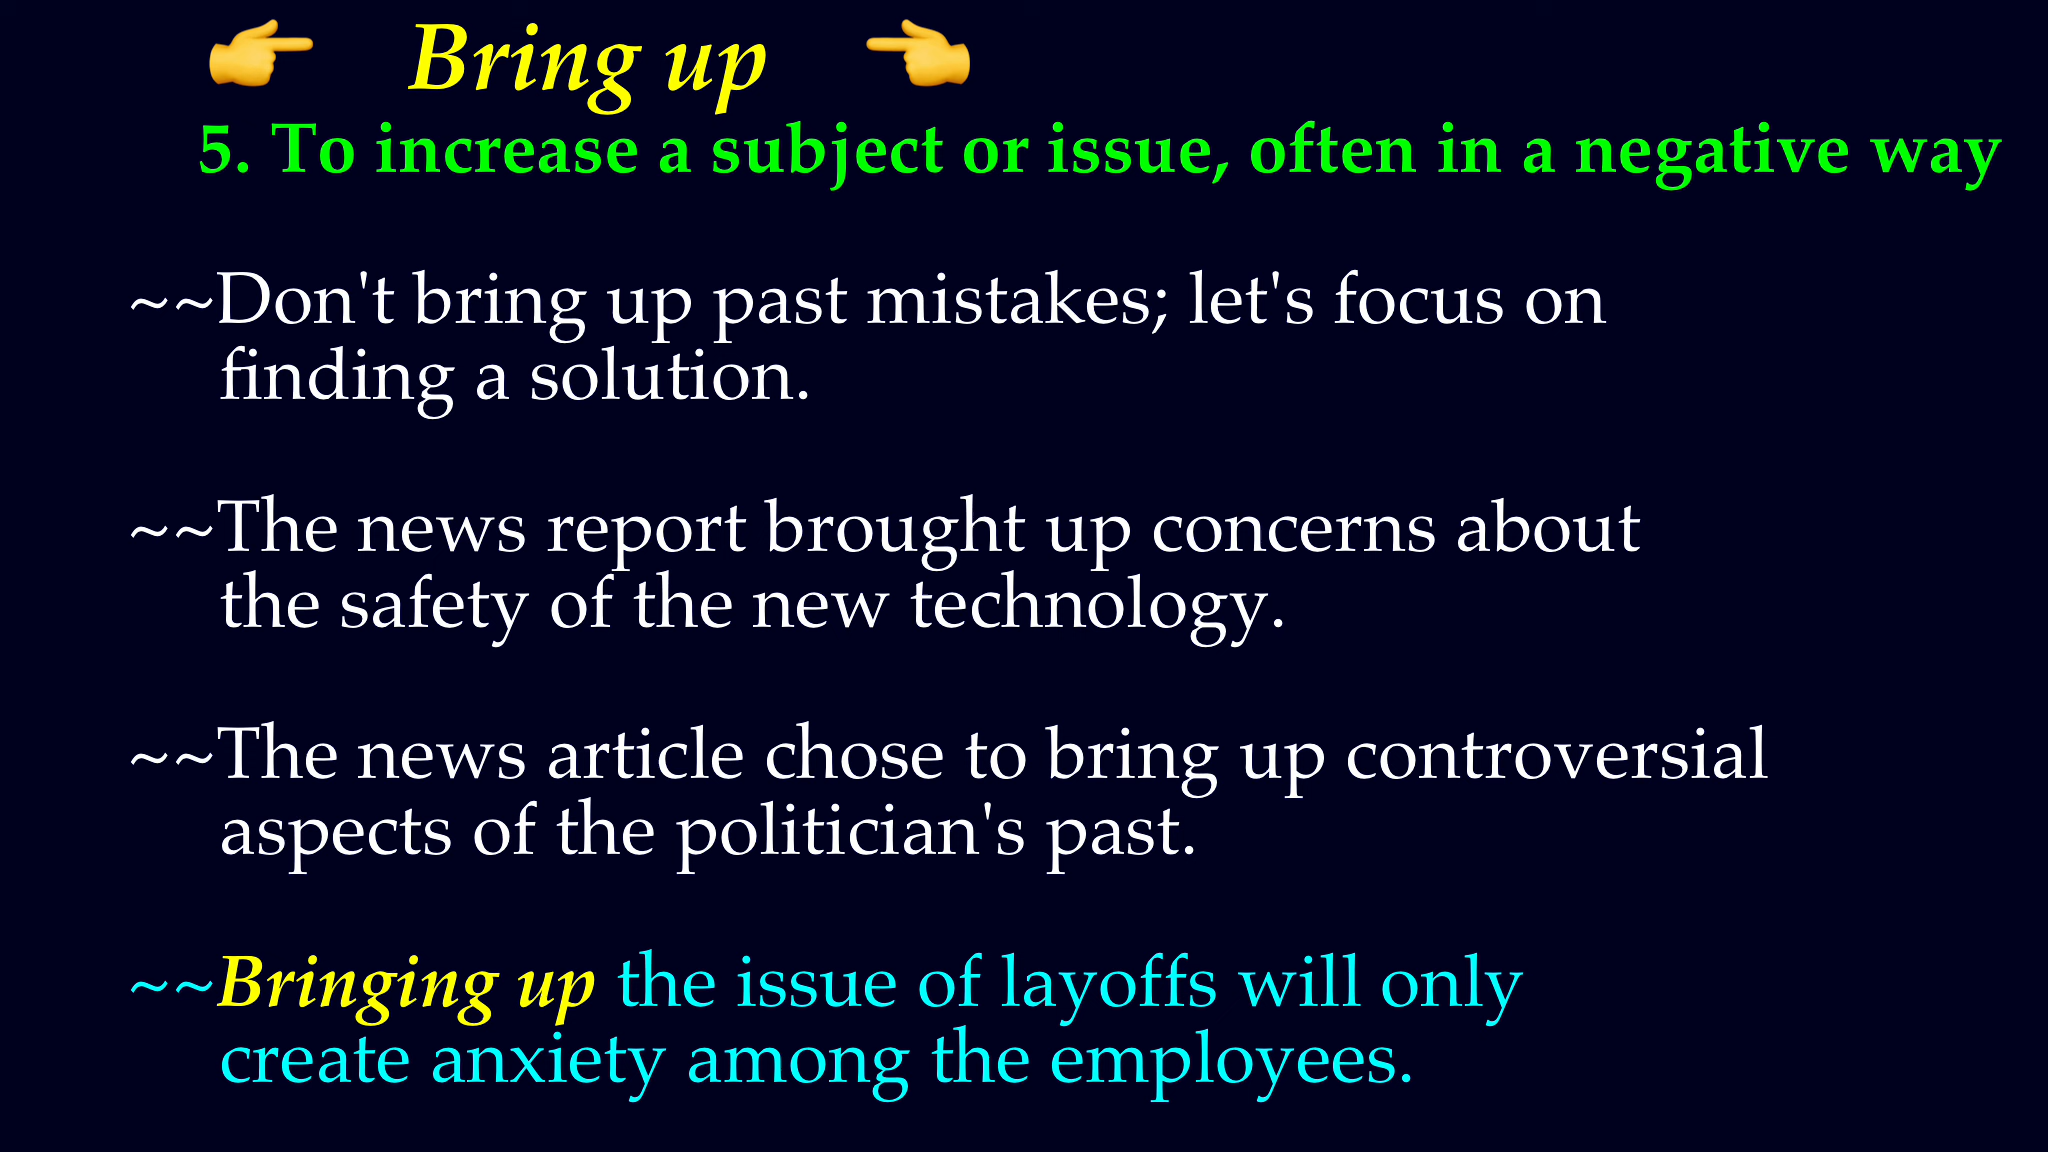 👉 Bring up 👈
5. To increase a subject or issue, often in a negative way
~~Don't bring up past mistakes; let's focus on
finding a solution.
~~The news report brought up concerns about
the safety of the new technology.
~~The news article chose to bring up controversial
aspects of the politician's past.
~~Bringing up the issue of layoffs will only
create anxiety among the employees.